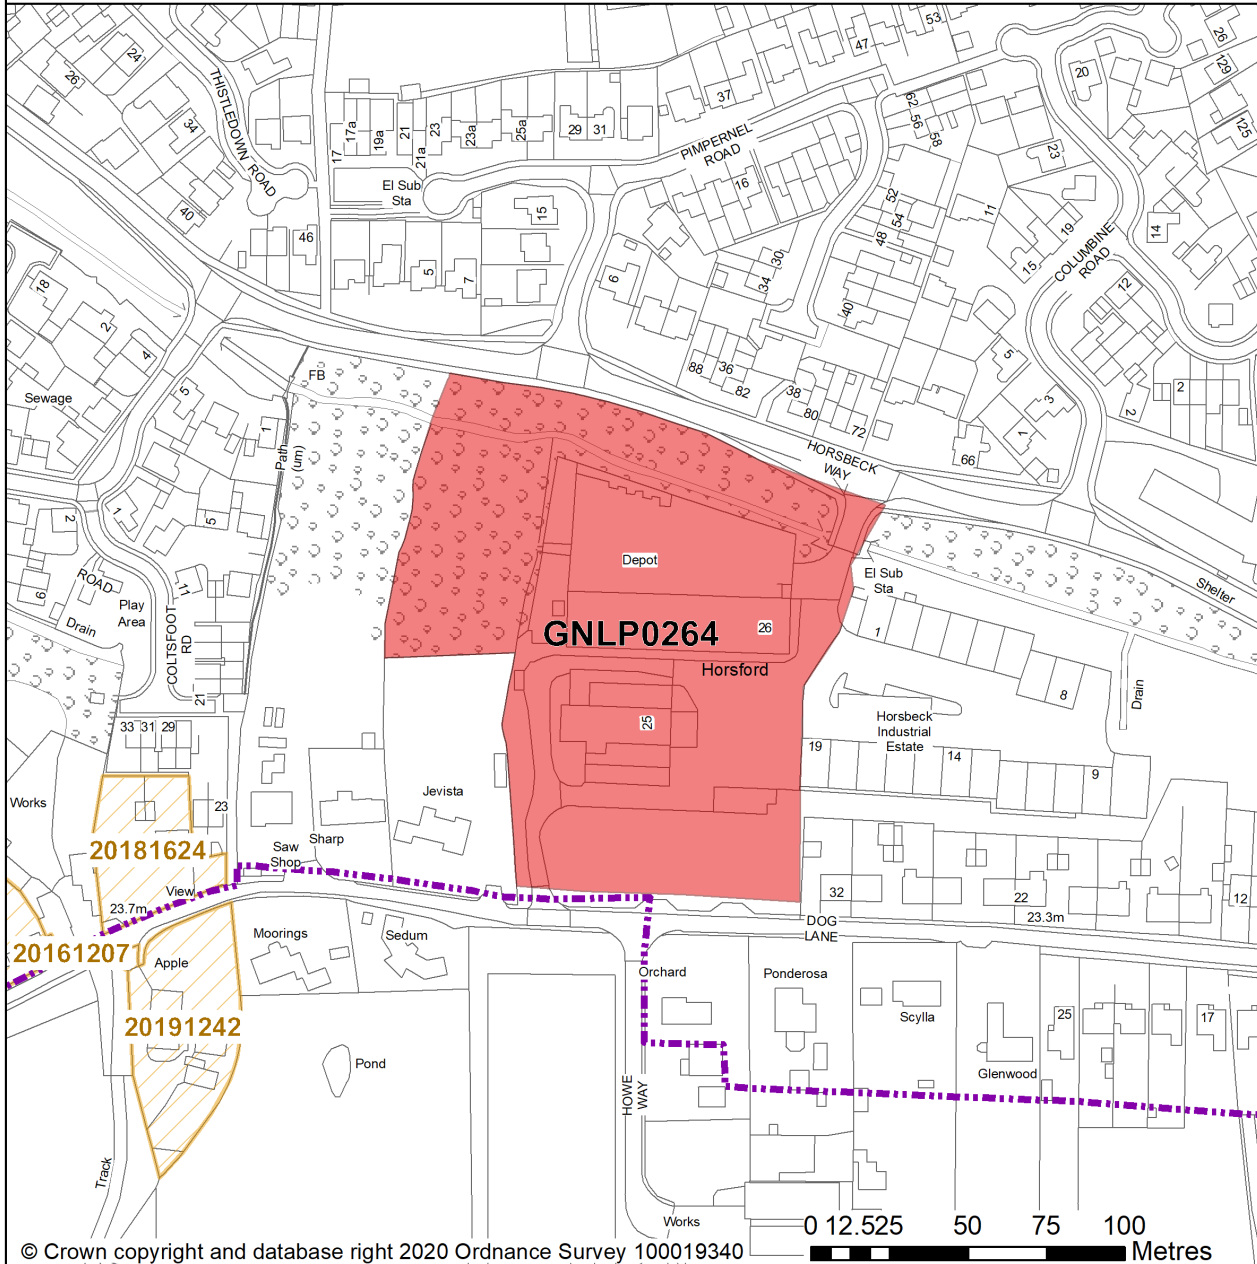 53
26
47
129
24
26
20
THISTLEDOWN ROAD
37
62
56
58
125
34
17a
19a
21
23
23a
25a
29 31
17
21a
PIMPERNEL
ROAD
23
El Sub
Sta
16
40
15
52
54
48
11
19
14
46
5
7
6
30
34
15
COLUMBINE
ROAD
18
2
4
12
40
FB
88
36
82
38
80
72
5
3
1
2
2
Sewage
5
1
Path
(um)
HORSBECK
WAY
66
2
1
5
Depot
El Sub
Sta
Shelter
ROAD
6
Play
Area
11
Drain
COLTSFOOT
RD
GNLP0264
26
Horsford
1
8
Drain
21
33 31 29
25
Horsbeck
Industrial
Estate
19
14
9
Works
Jevista
23
Sharp
Saw
Shop
20181624
View
23.7m
32
22
23.3m
12
DOG
LANE
20161207
Apple
Moorings
Sedum
Orchard
Ponderosa
Scylla
25
17
20191242
Pond
Glenwood
HOWE
WAY
Track
Works
0 12.525 50 75 100
Metres
© Crown copyright and database right 2020 Ordnance Survey 100019340